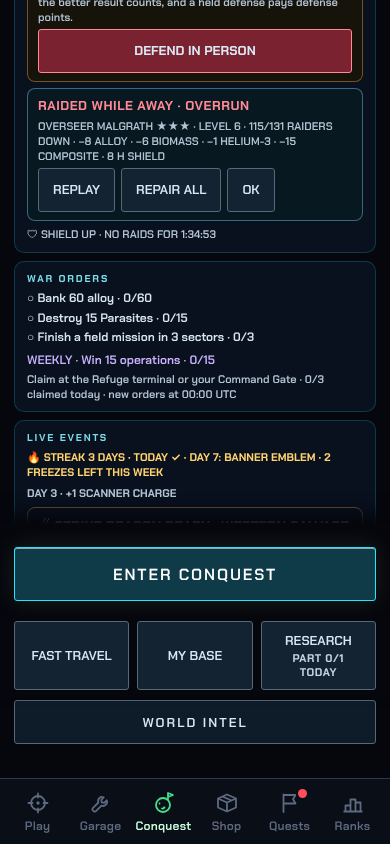 the better result counts, and a held defense pays defense
points.
DEFEND IN PERSON
RAIDED WHILE AWAY · OVERRUN
OVERSEER MALGRATH ★★★ · LEVEL 6 · 115/131 RAIDERS
DOWN · −8 ALLOY · −6 BIOMASS · −1 HELIUM-3 · −15
COMPOSITE · 8 H SHIELD
REPLAY
REPAIR ALL
OK
🛡 SHIELD UP · NO RAIDS FOR 1:34:53
WAR ORDERS
○ Bank 60 alloy · 0/60
○ Destroy 15 Parasites · 0/15
○ Finish a field mission in 3 sectors · 0/3
WEEKLY · Win 15 operations · 0/15
Claim at the Refuge terminal or your Command Gate · 0/3
claimed today · new orders at 00:00 UTC
LIVE EVENTS
🔥 STREAK 3 DAYS · TODAY ✓ · DAY 7: BANNER EMBLEM · 2
FREEZES LEFT THIS WEEK
DAY 3 · +1 SCANNER CHARGE
ENTER CONQUEST
FAST TRAVEL
MY BASE
RESEARCH
PART 0/1
TODAY
WORLD INTEL
Play
Garage
Conquest
Shop
Quests
Ranks